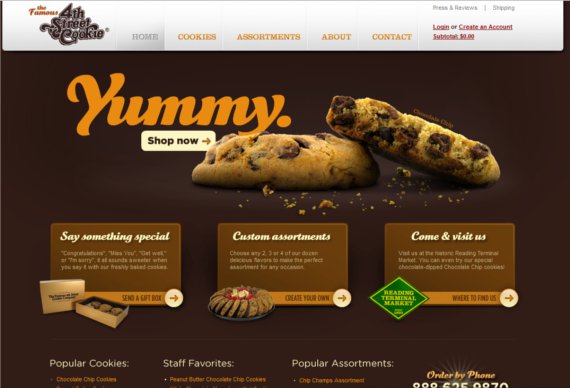 the
Famous
4th
Street
Cookie
Press & Reviews | Shipping
Login or Create an Account
Subtotal: $0.00
HOME
COOKIES
ASSORTMENTS
ABOUT
CONTACT
Yummy.
Shop now
Chocolate Chip
Say something special
"Congratulations", "Miss You", "Get well,"
or "I'm sorry", it all sounds sweeter when
you say it with our freshly baked cookies.
SEND A GIFT BOX
Custom assortments
Choose any 2, 3 or 4 of our dozen
delicious flavors to make the perfect
assortment for any occasion.
CREATE YOUR OWN
Come & visit us
Visit us at the historic Reading Terminal
Market. You can even try our special
chocolate-dipped Chocolate Chip cookies!
READING
TERMINAL
MARKET
WHERE TO FIND US
Popular Cookies:
Chocolate Chip Cookies
Staff Favorites:
Peanut Butter Chocolate Chip Cookies
Popular Assortments:
Chip Champs Assortment
Order by Phone
888.625.9870